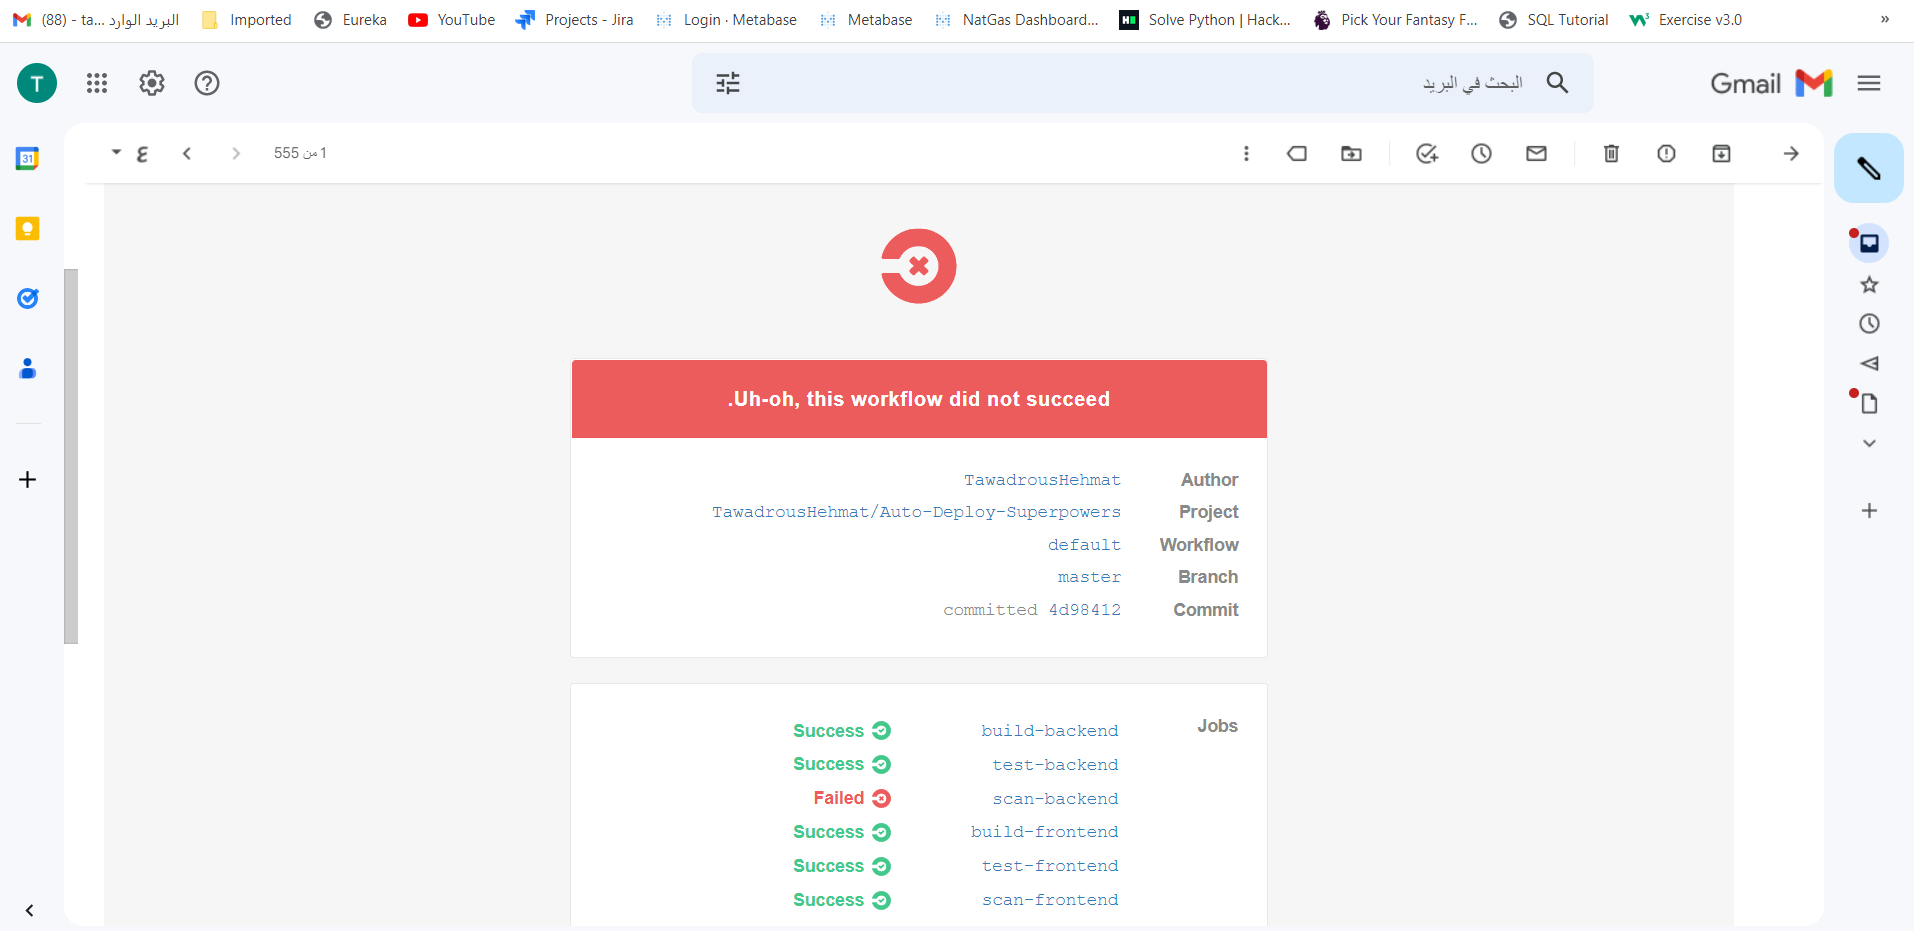 (88) - ta... البريد الوارد
Imported
Eureka
YouTube
Projects - Jira
Login · Metabase
Metabase
NatGas Dashboard...
Solve Python | Hack...
Pick Your Fantasy F...
SQL Tutorial
Exercise v3.0
»
T
البحث في البريد
Gmail
31
ع
1 من 555
.Uh-oh, this workflow did not succeed
Author TawadrousHehmat
Project TawadrousHehmat/Auto-Deploy-Superpowers
Workflow default
Branch master
Commit committed 4d98412
Jobs
build-backend Success
test-backend Success
scan-backend Failed
build-frontend Success
test-frontend Success
scan-frontend Success